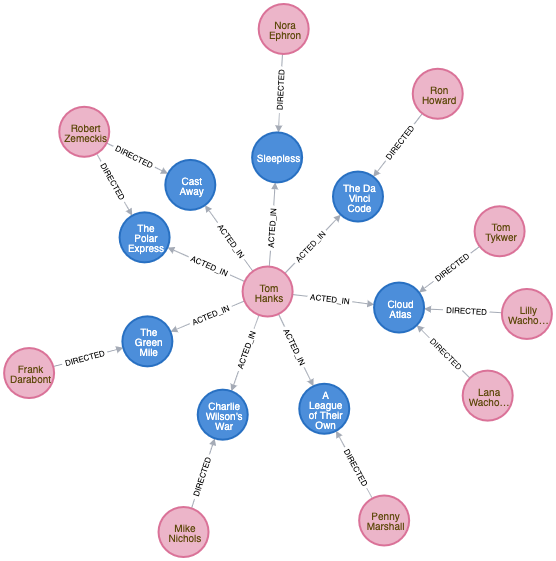 Nora
Ephron
DIRECTED
Ron
Howard
DIRECTED
Robert
Zemeckis
DIRECTED
DIRECTED
Sleepless
Cast
Away
The Da
Vinci
Code
ACTED_IN
ACTED_IN
ACTED_IN
The
Polar
Express
ACTED_IN
Tom
Tykwer
DIRECTED
Tom
Hanks
ACTED_IN
Cloud
Atlas
DIRECTED
Lilly
Wacho...
ACTED_IN
The
Green
Mile
DIRECTED
Frank
Darabont
DIRECTED
Lana
Wacho...
ACTED_IN
ACTED_IN
Charlie
Wilson's
War
A
League
of Their
Own
DIRECTED
DIRECTED
Mike
Nichols
Penny
Marshall